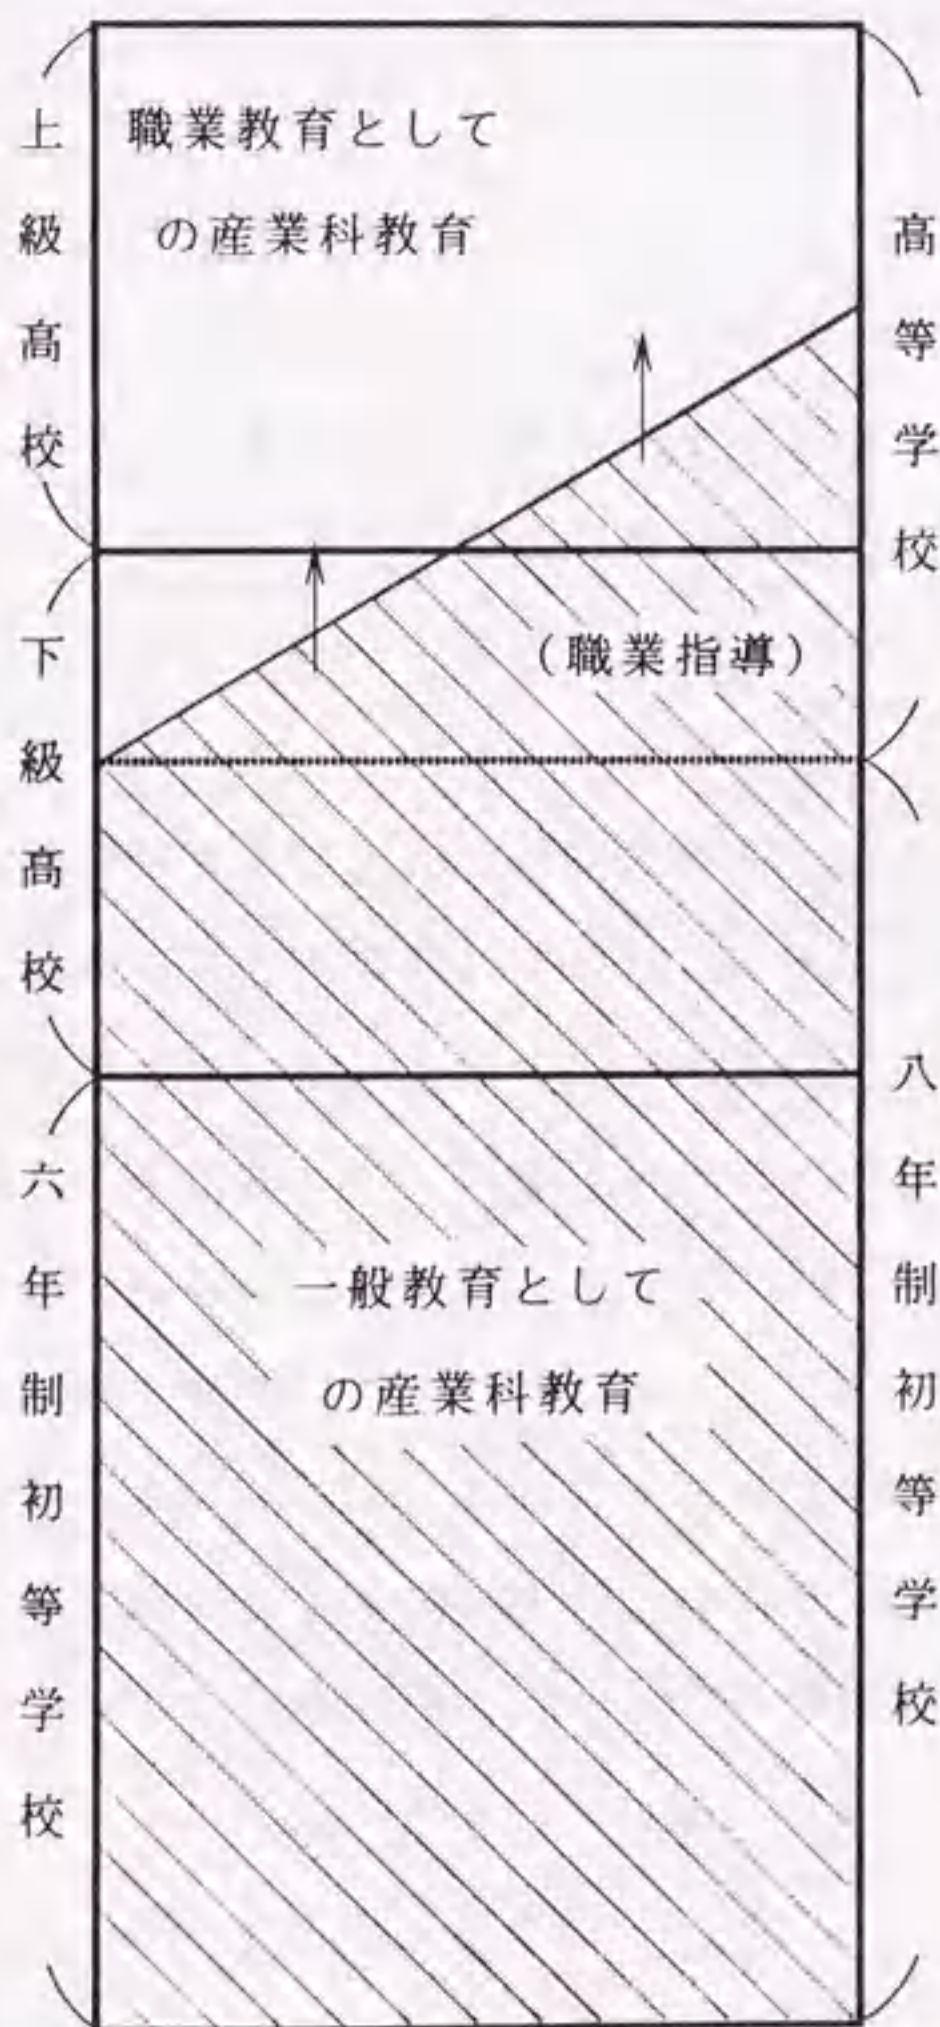 職業教育として
の産業科教育
(職業指導)
一般教育として
の産業科教育
上級高校
下級高校
六年制初等学校
高等学校
八年制初等学校